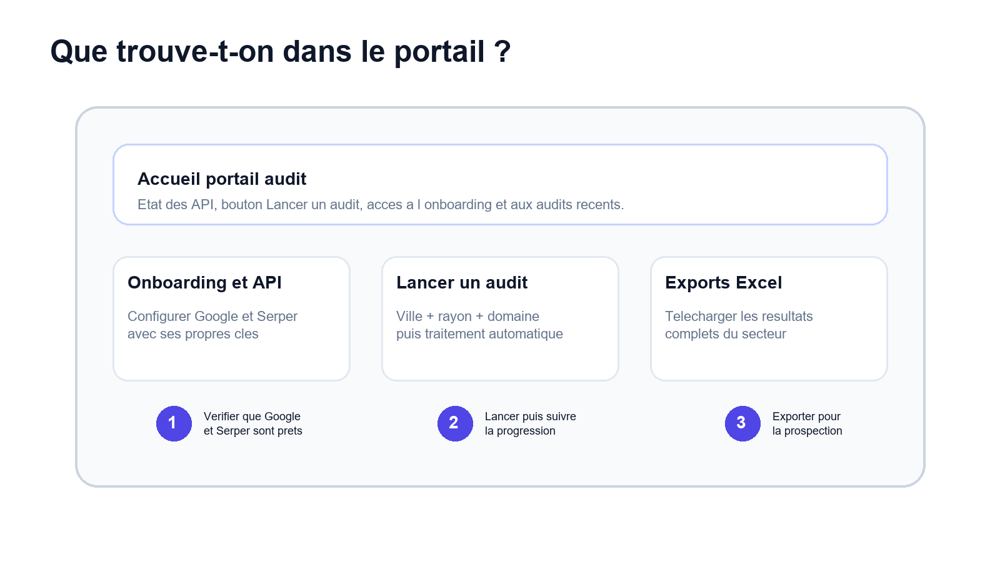 Que trouve-t-on dans le portail ?
Accueil portail audit
Etat des API, bouton Lancer un audit, acces a l onboarding et aux audits recents.
Onboarding et API
Configurer Google et Serper
avec ses propres cles
Lancer un audit
Ville + rayon + domaine
puis traitement automatique
Exports Excel
Telecharger les resultats
complets du secteur
1
Verifier que Google
et Serper sont prets
2
Lancer puis suivre
la progression
3
Exporter pour
la prospection